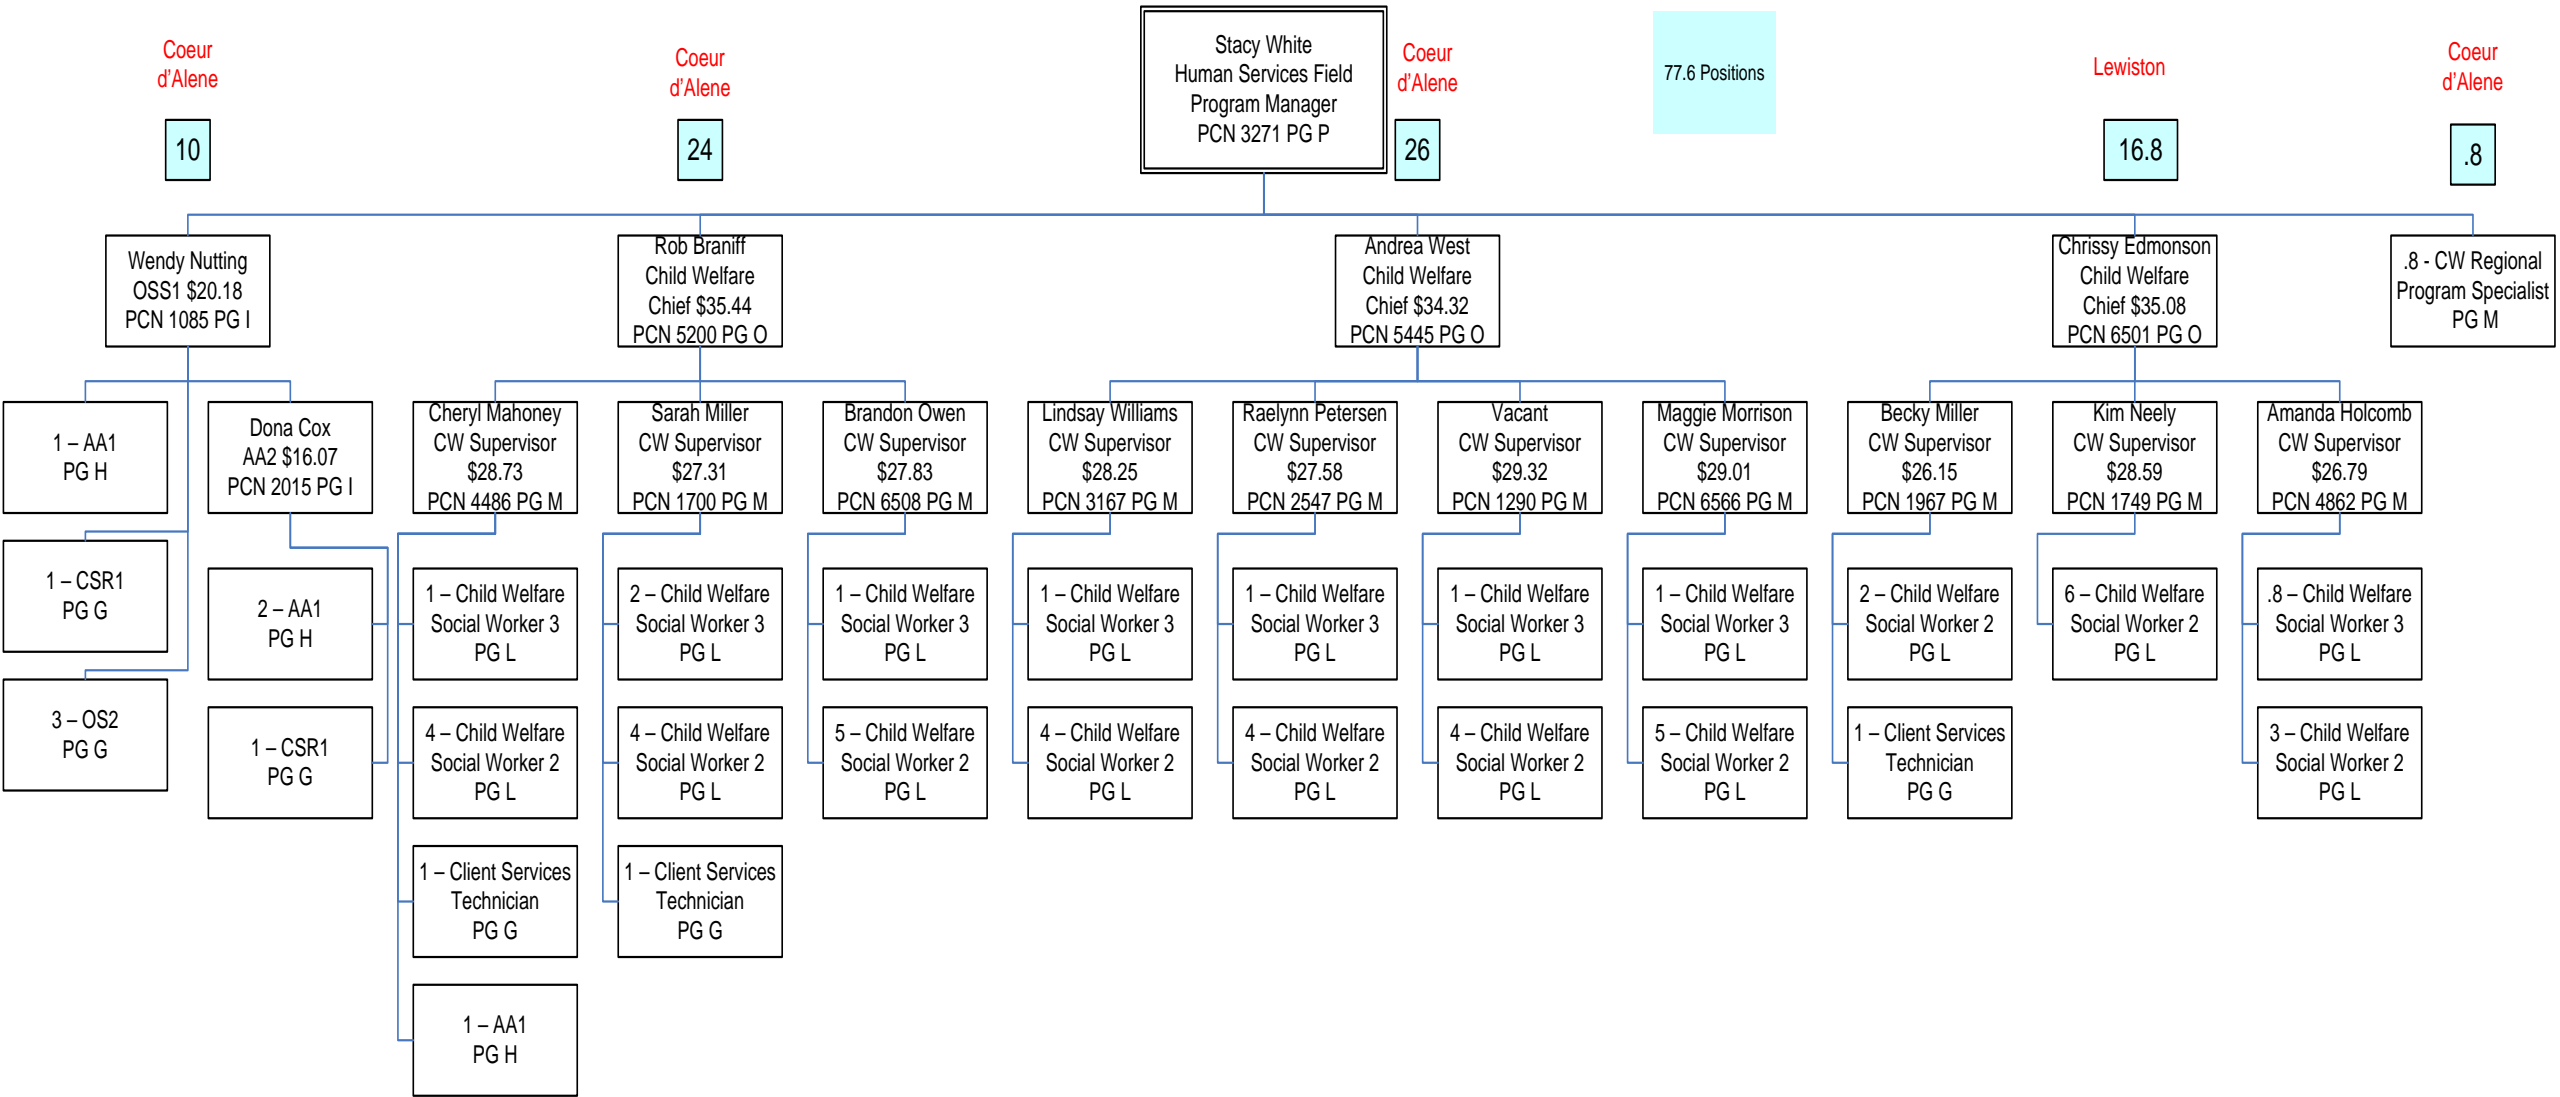 Coeur
d'Alene
10
Coeur
d'Alene
24
Stacy White
Human Services Field
Program Manager
PCN 3271 PG P
Coeur
d'Alene
26
77.6 Positions
Lewiston
16.8
Coeur
d'Alene
.8
Wendy Nutting
OSS1 $20.18
PCN 1085 PG I
Rob Braniff
Child Welfare
Chief $35.44
PCN 5200 PG O
Andrea West
Child Welfare
Chief $34.32
PCN 5445 PG O
Chrissy Edmonson
Child Welfare
Chief $35.08
PCN 6501 PG O
.8 - CW Regional
Program Specialist
PG M
1 – AA1
PG H
Dona Cox
AA2 $16.07
PCN 2015 PG I
Cheryl Mahoney
CW Supervisor
$28.73
PCN 4486 PG M
Sarah Miller
CW Supervisor
$27.31
PCN 1700 PG M
Brandon Owen
CW Supervisor
$27.83
PCN 6508 PG M
Lindsay Williams
CW Supervisor
$28.25
PCN 3167 PG M
Raelynn Petersen
CW Supervisor
$27.58
PCN 2547 PG M
Vacant
CW Supervisor
$29.32
PCN 1290 PG M
Maggie Morrison
CW Supervisor
$29.01
PCN 6566 PG M
Becky Miller
CW Supervisor
$26.15
PCN 1967 PG M
Kim Neely
CW Supervisor
$28.59
PCN 1749 PG M
Amanda Holcomb
CW Supervisor
$26.79
PCN 4862 PG M
1 – CSR1
PG G
2 – AA1
PG H
1 – Child Welfare
Social Worker 3
PG L
2 – Child Welfare
Social Worker 3
PG L
1 – Child Welfare
Social Worker 3
PG L
1 – Child Welfare
Social Worker 3
PG L
1 – Child Welfare
Social Worker 3
PG L
1 – Child Welfare
Social Worker 3
PG L
1 – Child Welfare
Social Worker 3
PG L
2 – Child Welfare
Social Worker 2
PG L
6 – Child Welfare
Social Worker 2
PG L
.8 – Child Welfare
Social Worker 3
PG L
3 – OS2
PG G
1 – CSR1
PG G
4 – Child Welfare
Social Worker 2
PG L
4 – Child Welfare
Social Worker 2
PG L
5 – Child Welfare
Social Worker 2
PG L
4 – Child Welfare
Social Worker 2
PG L
4 – Child Welfare
Social Worker 2
PG L
4 – Child Welfare
Social Worker 2
PG L
5 – Child Welfare
Social Worker 2
PG L
1 – Client Services
Technician
PG G
3 – Child Welfare
Social Worker 2
PG L
1 – Client Services
Technician
PG G
1 – Client Services
Technician
PG G
1 – AA1
PG H